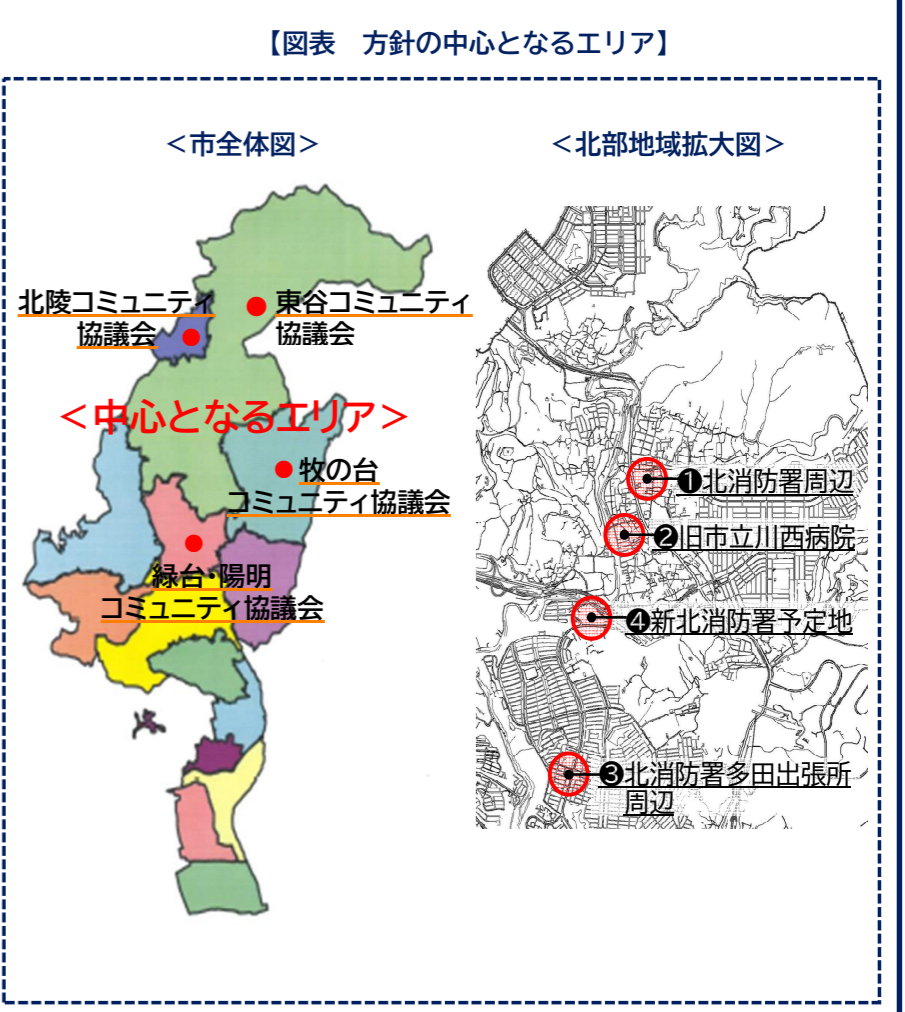 【図表　方針の中心となるエリア】
＜市全体図＞
北陵コミュニティ
協議会
東谷コミュニティ
協議会
＜中心となるエリア＞
牧の台
コミュニティ協議会
緑台・陽明
コミュニティ協議会
＜北部地域拡大図＞
❶北消防署周辺
❷旧市立川西病院
❹新北消防署予定地
❸北消防署多田出張所
周辺